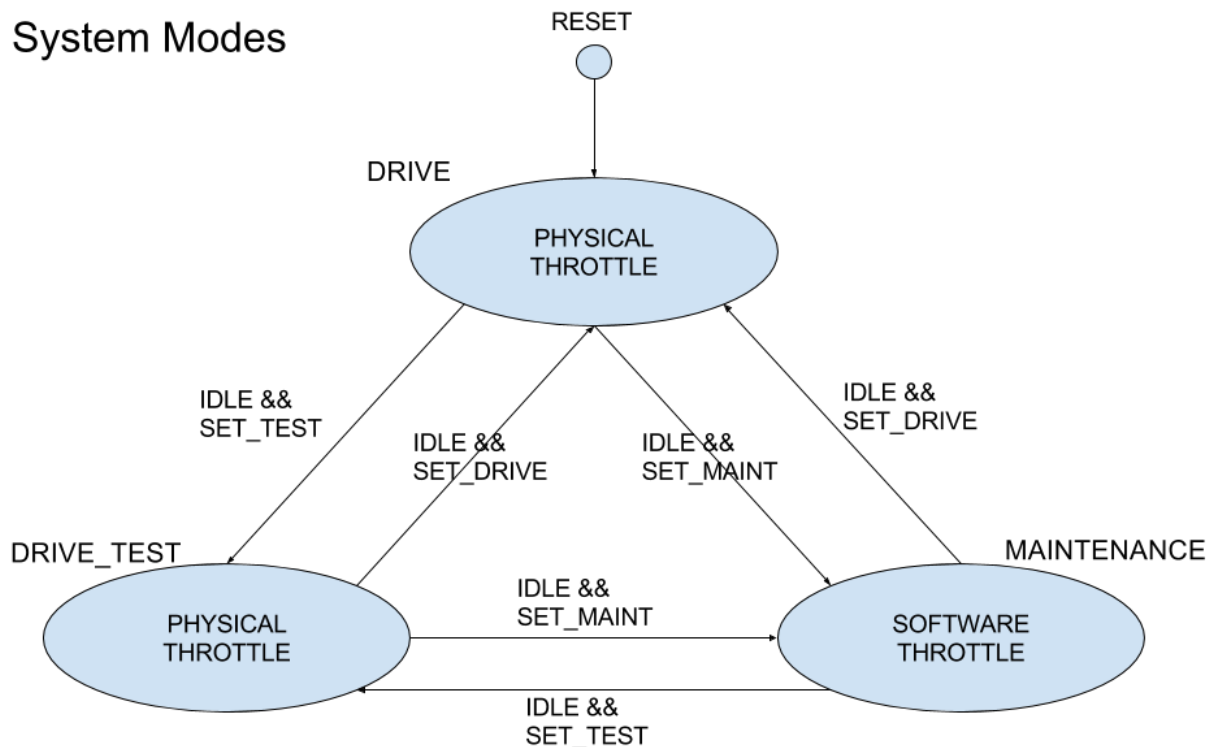 System Modes
RESET
DRIVE
PHYSICAL
THROTTLE
IDLE &&
SET_TEST
IDLE &&
SET_DRIVE
IDLE &&
SET_MAINT
IDLE &&
SET_DRIVE
DRIVE_TEST
MAINTENANCE
PHYSICAL
THROTTLE
IDLE &&
SET_MAINT
SOFTWARE
THROTTLE
IDLE &&
SET_TEST